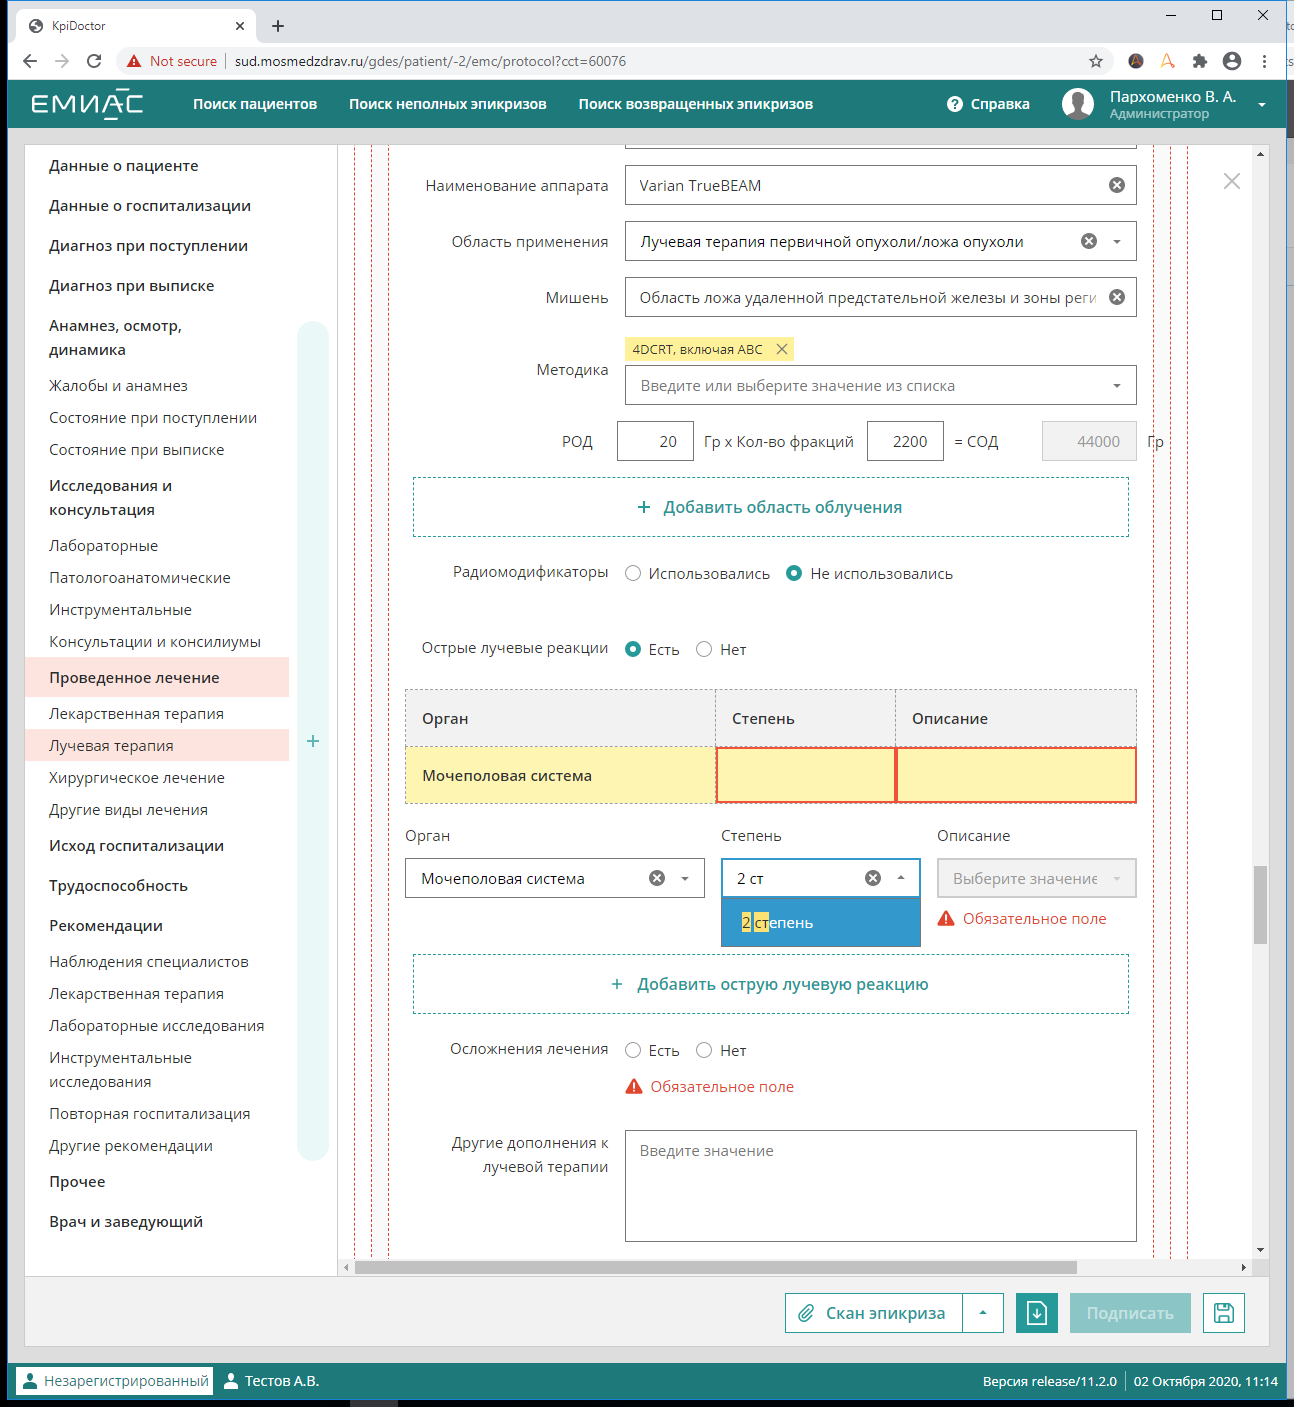 KpiDoctor
Not secure
sud.mosmedzdrav.ru/gdes/patient/-2/emc/protocol?cct=60076
ЕМИАС
Поиск пациентов
Поиск неполных эпикризов
Поиск возвращенных эпикризов
Справка
Пархоменко В. А.
Администратор
Данные о пациенте
Данные о госпитализации
Диагноз при поступлении
Диагноз при выписке
Анамнез, осмотр,
динамика
Жалобы и анамнез
Состояние при поступлении
Состояние при выписке
Исследования и
консультация
Лабораторные
Патологоанатомические
Инструментальные
Консультации и консилиумы
Проведенное лечение
Лекарственная терапия
Лучевая терапия
Хирургическое лечение
Другие виды лечения
Исход госпитализации
Трудоспособность
Рекомендации
Наблюдения специалистов
Лекарственная терапия
Лабораторные исследования
Инструментальные
исследования
Повторная госпитализация
Другие рекомендации
Прочее
Врач и заведующий
Наименование аппарата
Varian TrueBEAM
Область применения
Лучевая терапия первичной опухоли/ложа опухоли
Мишень
Область ложа удаленной предстательной железы и зоны реги
4DCRT, включая ABC
Методика
Введите или выберите значение из списка
РОД 20 Гр x Кол-во фракций 2200 = СОД 44000 Гр
+ Добавить область облучения
Радиомодификаторы
Использовались
Не использовались
Острые лучевые реакции
Есть
Нет
Орган Степень Описание
Мочеполовая система
Орган Степень Описание
Мочеполовая система 2 ст Выберите значение
2 степень
Обязательное поле
+ Добавить острую лучевую реакцию
Осложнения лечения
Есть
Нет
Обязательное поле
Другие дополнения к
лучевой терапии
Введите значение
Скан эпикриза
Подписать
Незарегистрированный
Тестов А.В.
Версия release/11.2.0
02 Октября 2020, 11:14